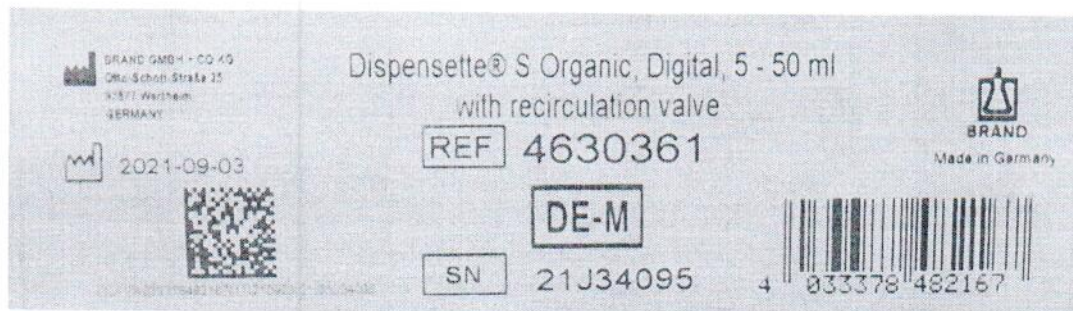 BRAND GMBH + CO KG
Otto-Schott-Straße 25
97877 Wertheim
GERMANY
2021-09-03
Dispensette® S Organic, Digital, 5 - 50 ml
with recirculation valve
REF 4630361
DE-M
SN 21J34095
BRAND
Made in Germany
4 033378 482167